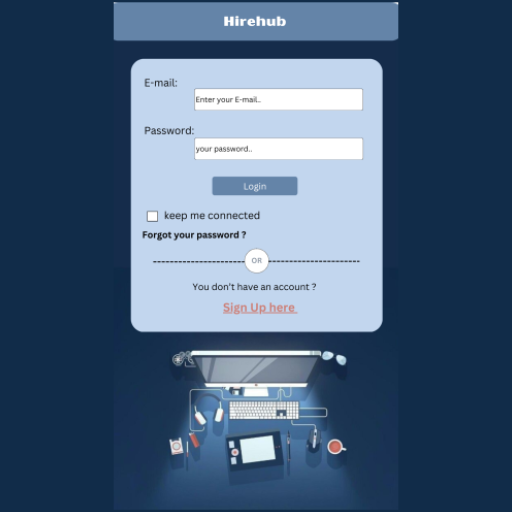 Hirehub
E-mail:
Enter your E-mail..
Password:
your password..
Login
keep me connected
Forgot your password ?
OR
You don't have an account ?
Sign Up here